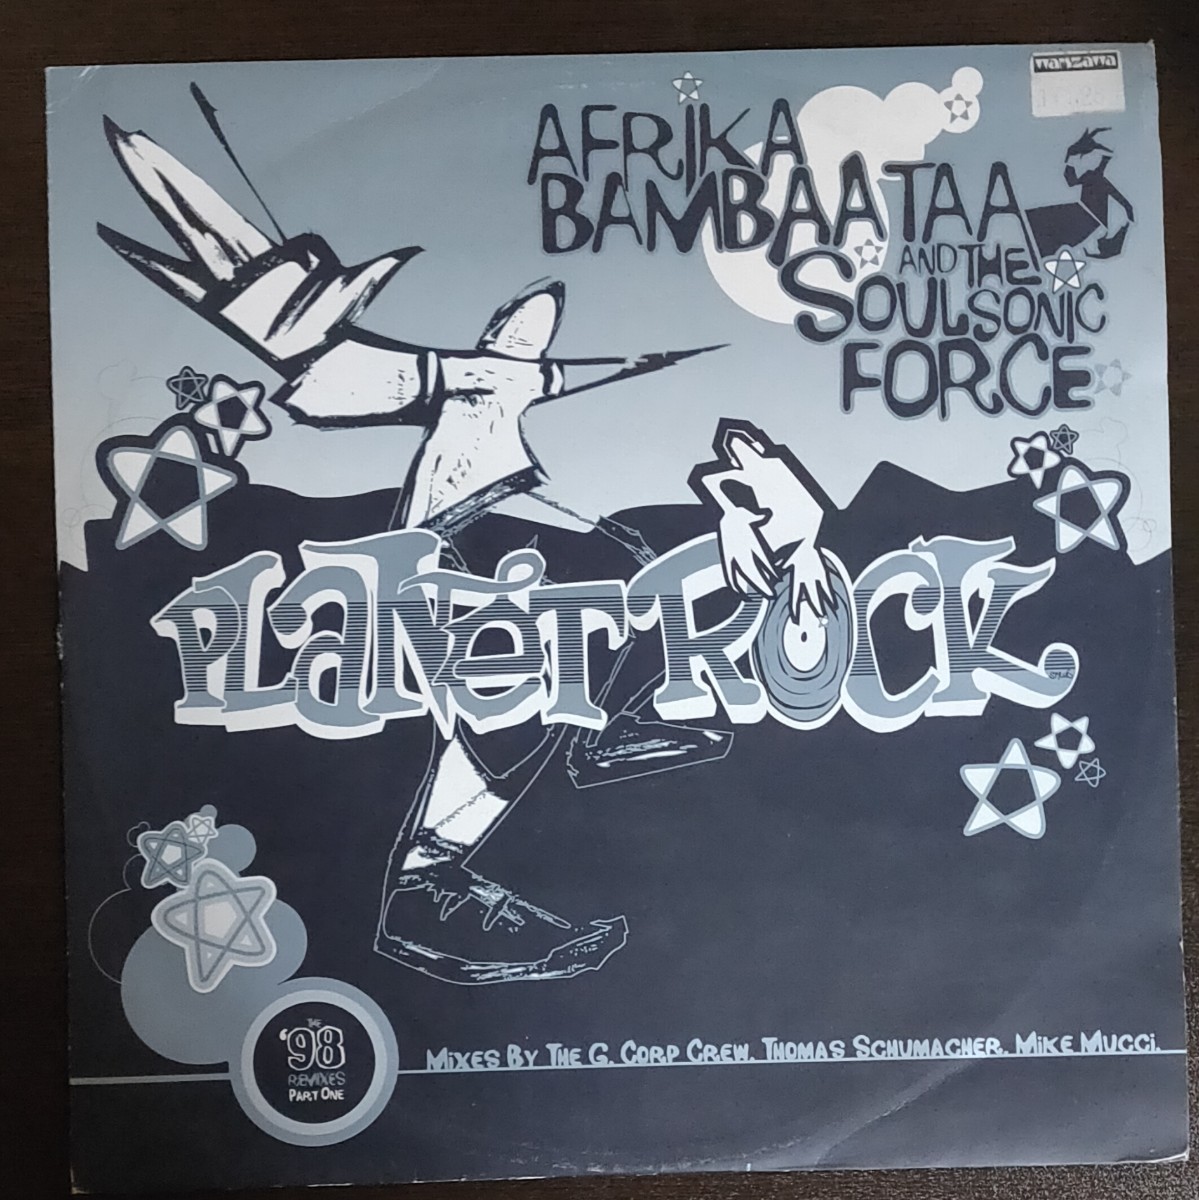 warszawa
AFRIKA
BAMBAATAA
AND THE
SOULSONIC
FORCE
PLANET ROCK
THE
'98
REMIXES
PART ONE
MIXES BY THE G. CORP CREW. THOMAS SCHUMACHER. MIKE MUCCI.